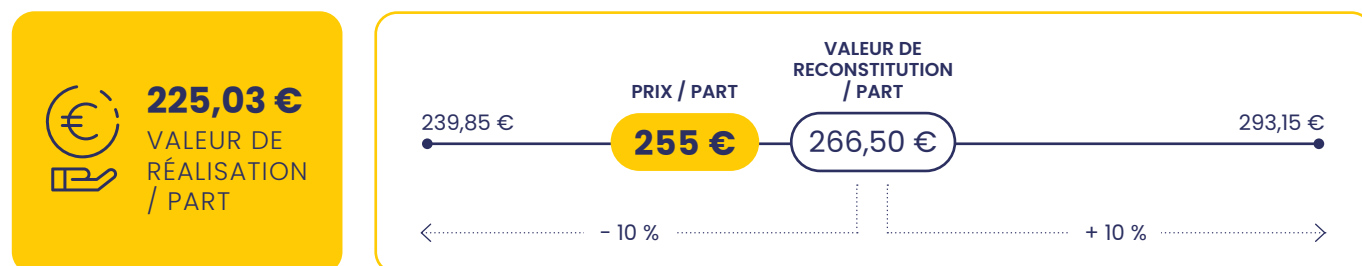 225,03 €
VALEUR DE
RÉALISATION
/ PART
VALEUR DE
RECONSTITUTION
/ PART
PRIX / PART
239,85 €
255 €
266,50 €
293,15 €
- 10 %
+ 10 %